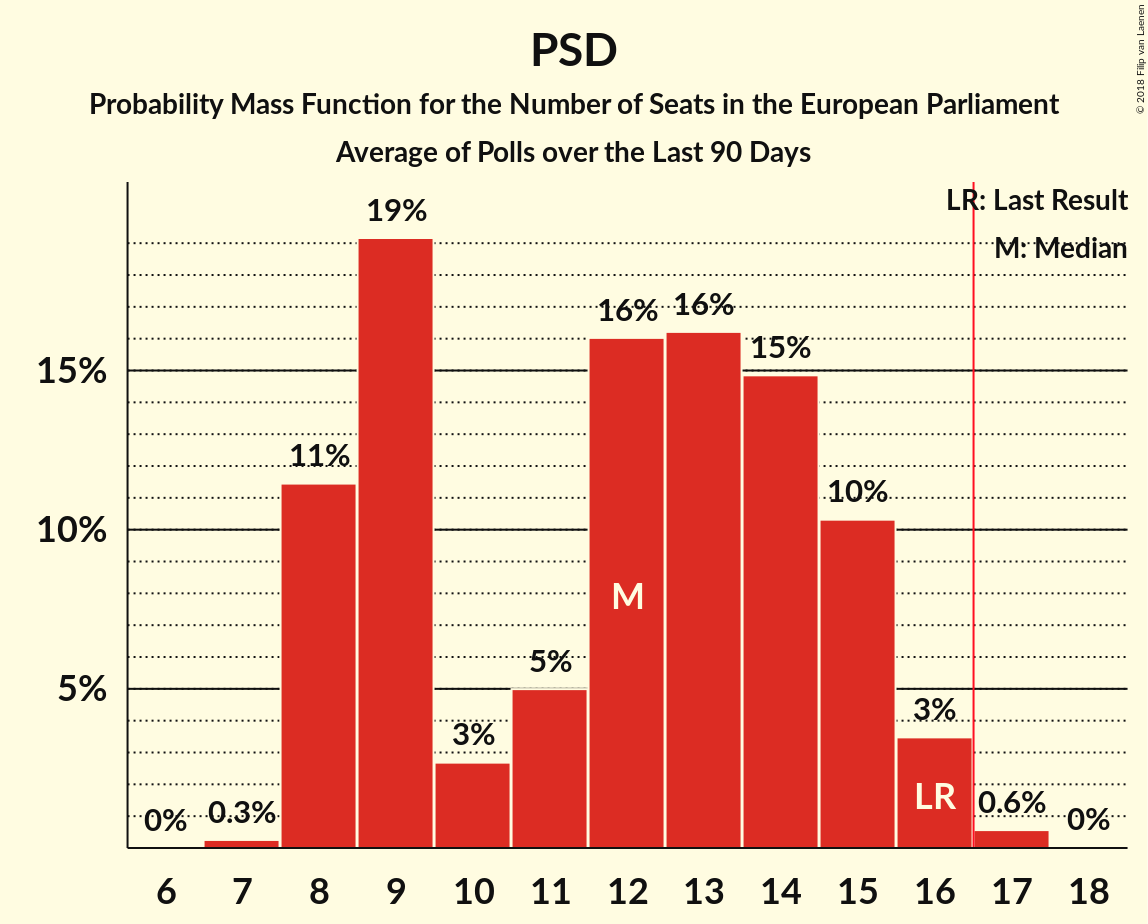 PSD
Probability Mass Function for the Number of Seats in the European Parliament
Average of Polls over the Last 90 Days
© 2018 Filip van Laenen
LR: Last Result
M: Median
19%
16%
16%
15%
15%
11%
10%
10%
M
5%
5%
3%
3%
LR
0%
0.3%
0.6%
0%
6 7 8 9 10 11 12 13 14 15 16 17 18